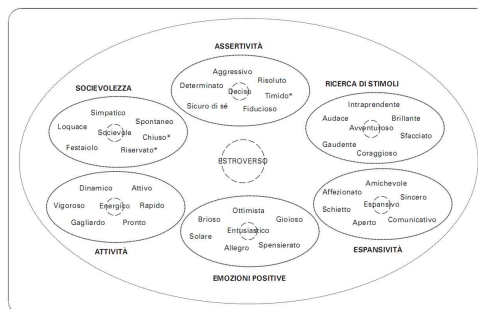 ASSERTIVITÀ
Aggressivo
Determinato
Risoluto
Deciso
Timido*
Sicuro di sé
Fiducioso
SOCIEVOLEZZA
Simpatico
Loquace
Spontaneo
Socievole
Chiuso*
Festaiolo
Riservato*
RICERCA DI STIMOLI
Intraprendente
Audace
Brillante
Avventuroso
Sfacciato
Gaudente
Coraggioso
ESTROVERSO
Dinamico
Attivo
Vigoroso
Energico
Rapido
Gagliardo
Pronto
ATTIVITÀ
Ottimista
Brioso
Gioioso
Solare
Entusiastico
Allegro
Spensierato
EMOZIONI POSITIVE
Amichevole
Affezionato
Sincero
Schietto
Espansivo
Aperto
Comunicativo
ESPANSIVITÀ